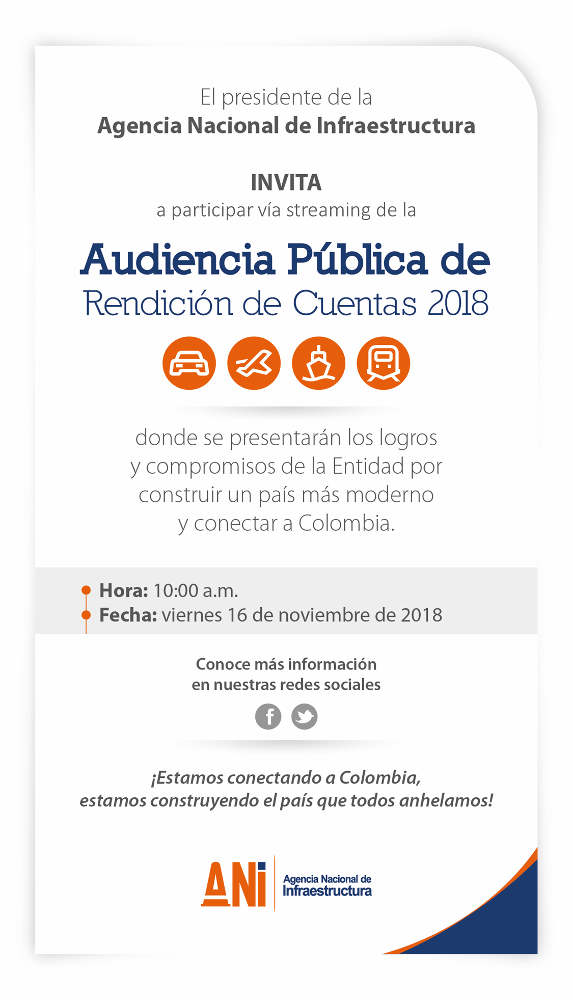 El presidente de la
Agencia Nacional de Infraestructura
INVITA
a participar vía streaming de la
Audiencia Pública de
Rendición de Cuentas 2018
donde se presentarán los logros
y compromisos de la Entidad por
construir un país más moderno
y conectar a Colombia.
Hora: 10:00 a.m.
Fecha: viernes 16 de noviembre de 2018
Conoce más información
en nuestras redes sociales
¡Estamos conectando a Colombia,
estamos construyendo el país que todos anhelamos!
ANi
Agencia Nacional de
Infraestructura